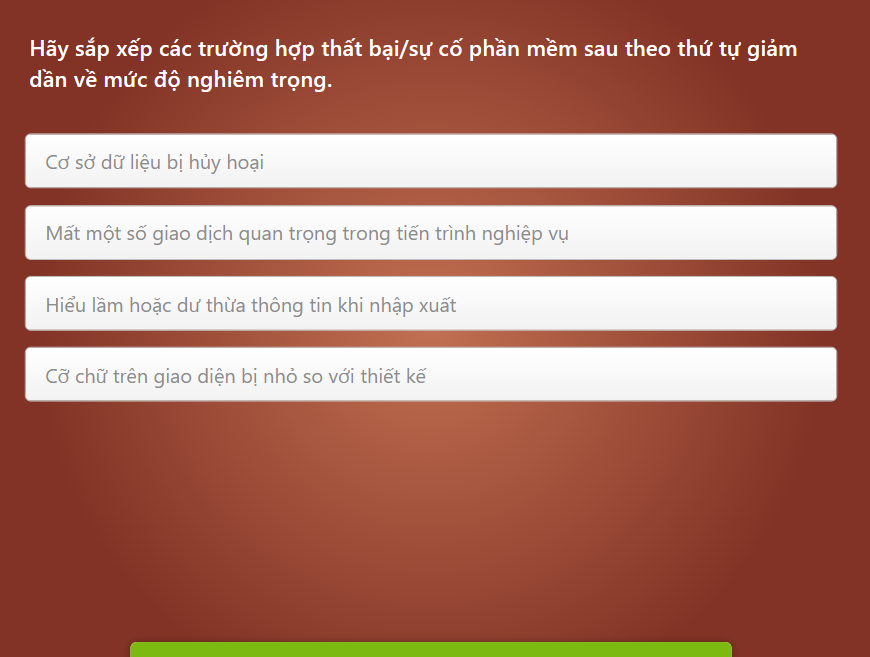 Hãy sắp xếp các trường hợp thất bại/sự cố phần mềm sau theo thứ tự giảm
dần về mức độ nghiêm trọng.
Cơ sở dữ liệu bị hủy hoại
Mất một số giao dịch quan trọng trong tiến trình nghiệp vụ
Hiểu lầm hoặc dư thừa thông tin khi nhập xuất
Cỡ chữ trên giao diện bị nhỏ so với thiết kế